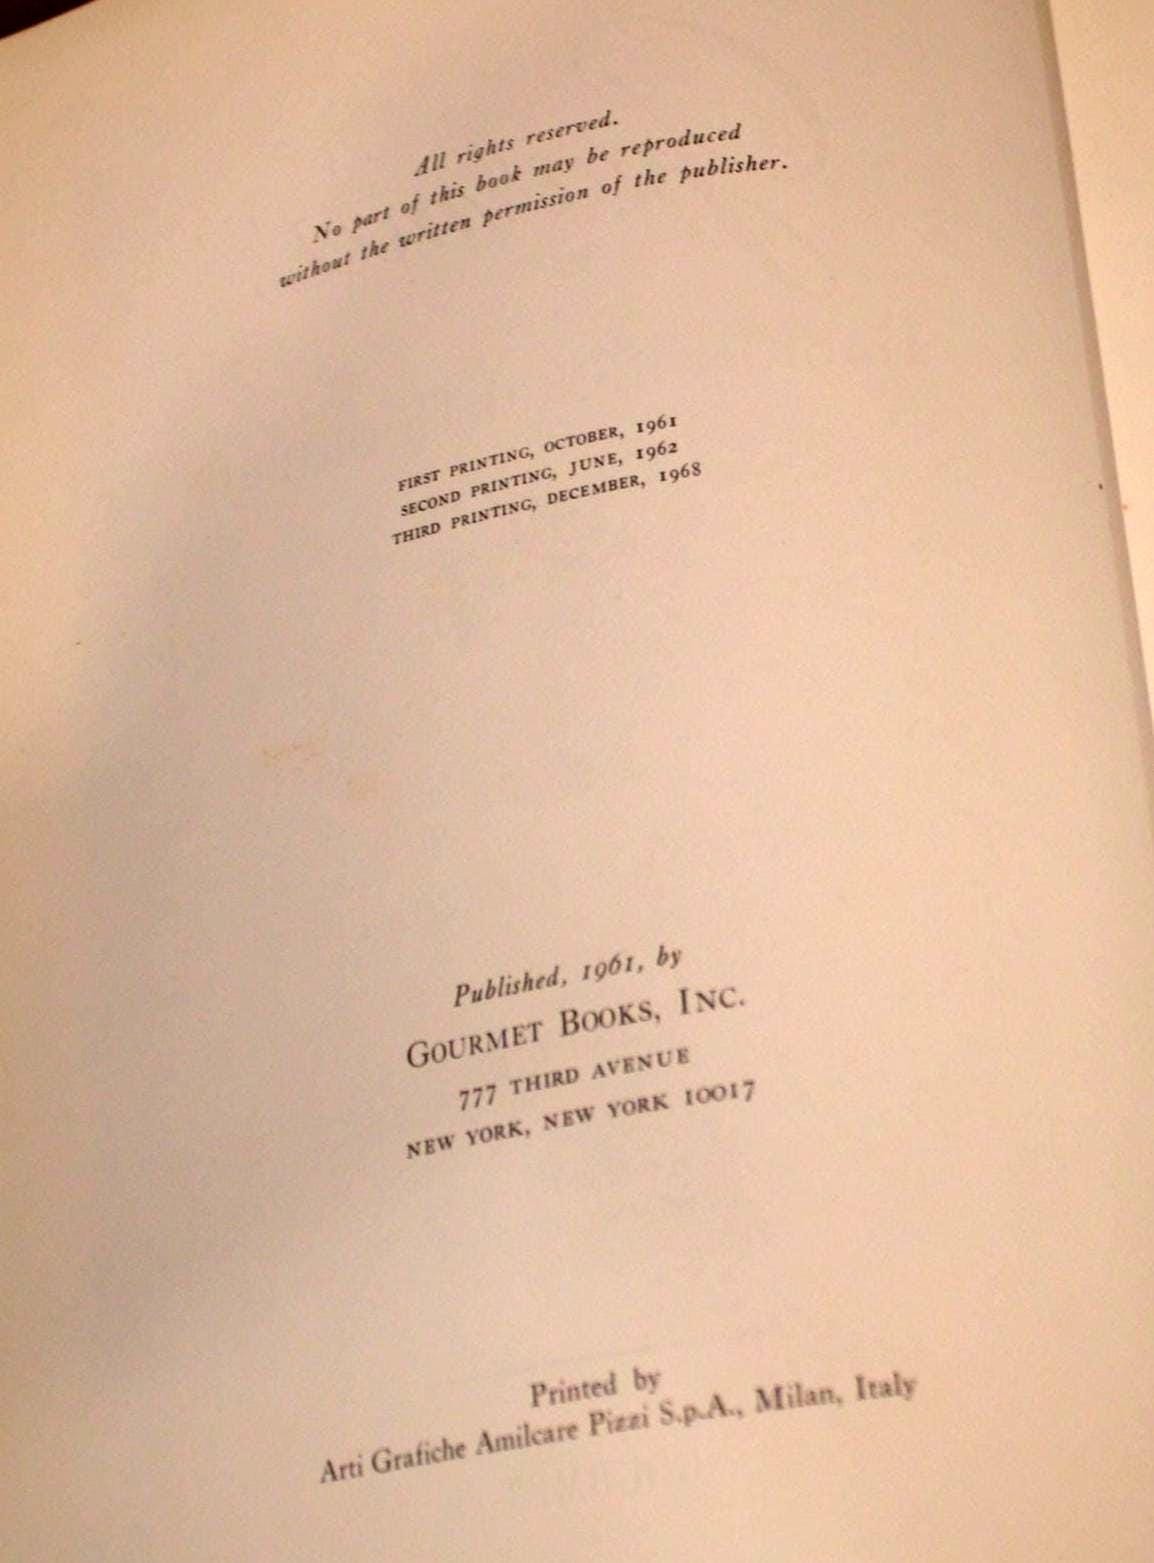 All rights reserved.
No part of this book may be reproduced
without the written permission of the publisher.
FIRST PRINTING, OCTOBER, 1961
SECOND PRINTING, JUNE, 1962
THIRD PRINTING, DECEMBER, 1968
Published, 1961, by
GOURMET BOOKS, INC.
777 THIRD AVENUE
NEW YORK, NEW YORK 10017
Printed by
Arti Grafiche Amilcare Pizzi S.p.A., Milan, Italy